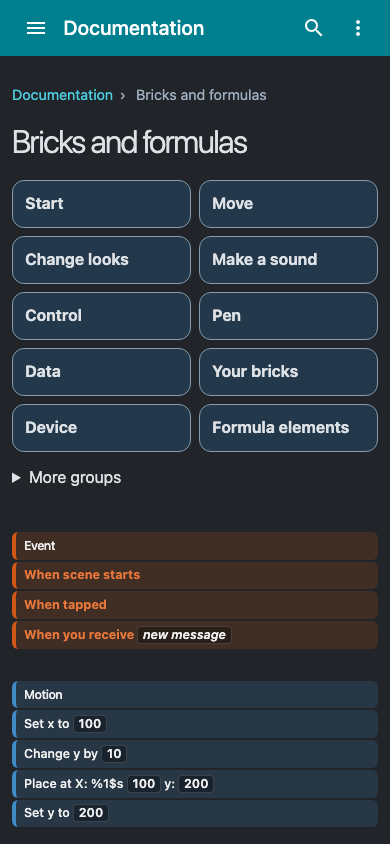 Documentation
Documentation › Bricks and formulas
Bricks and formulas
Start
Move
Change looks
Make a sound
Control
Pen
Data
Your bricks
Device
Formula elements
More groups
Event
When scene starts
When tapped
When you receive new message
Motion
Set x to 100
Change y by 10
Place at X: %1$s 100 y: 200
Set y to 200